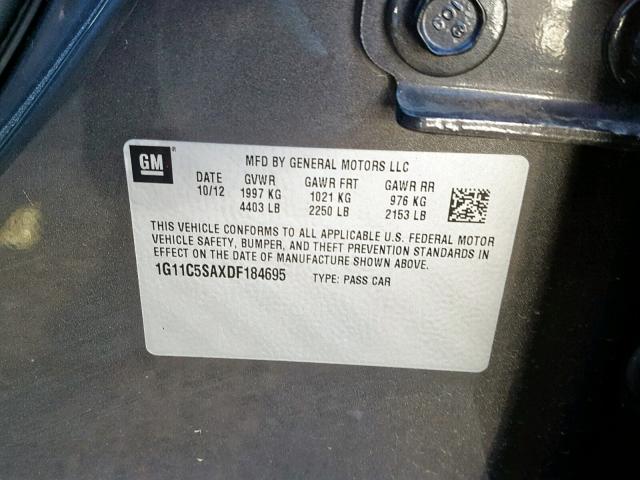 GM
MFD BY GENERAL MOTORS LLC
DATE GVWR GAWR FRT GAWR RR
10/12 1997 KG 1021 KG 976 KG
4403 LB 2250 LB 2153 LB
THIS VEHICLE CONFORMS TO ALL APPLICABLE U.S. FEDERAL MOTOR
VEHICLE SAFETY, BUMPER, AND THEFT PREVENTION STANDARDS IN
EFFECT ON THE DATE OF MANUFACTURE SHOWN ABOVE.
1G11C5SAXDF184695 TYPE: PASS CAR